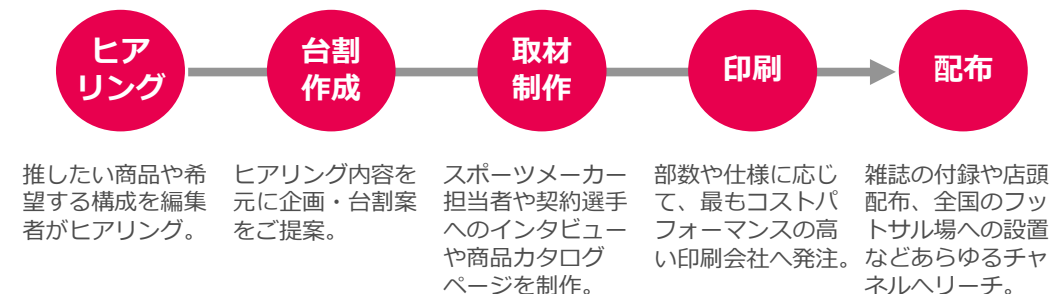 ヒア
リング
台割
作成
取材
制作
印刷
配布
推したい商品や希
望する構成を編集
者がヒアリング。
ヒアリング内容を
元に企画・台割案
をご提案。
スポーツメーカー
担当者や契約選手
へのインタビュー
や商品カタログ
ページを制作。
部数や仕様に応じ
て、最もコストパ
フォーマンスの高
い印刷会社へ発注。
雑誌の付録や店頭
配布、全国のフッ
トサル場への設置
などあらゆるチャ
ネルへリーチ。